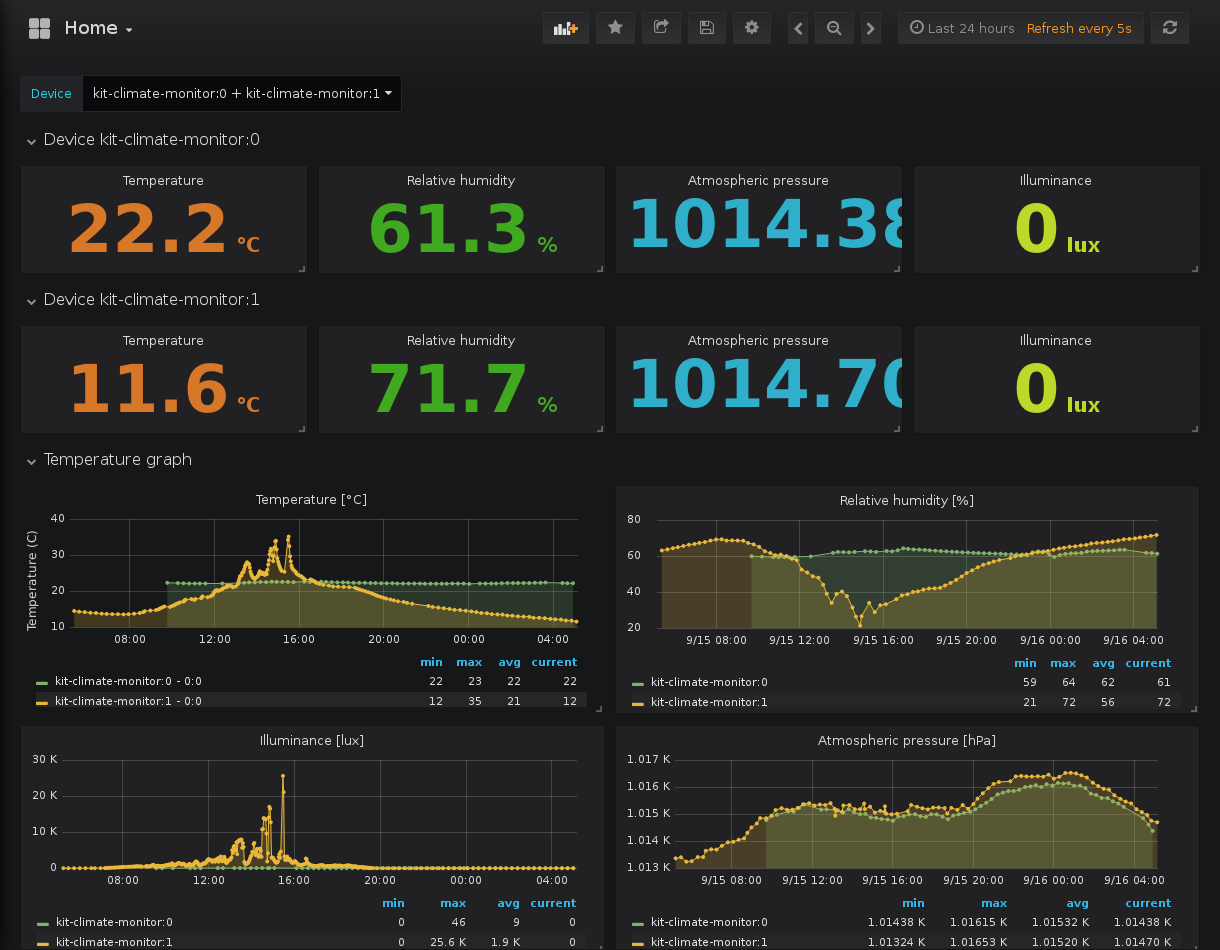 Home
Last 24 hours Refresh every 5s
Device kit-climate-monitor:0 + kit-climate-monitor:1
Device kit-climate-monitor:0
Temperature Relative humidity Atmospheric pressure Illuminance
22.2 °C 61.3 % 1014.38 0 lux
Device kit-climate-monitor:1
Temperature Relative humidity Atmospheric pressure Illuminance
11.6 °C 71.7 % 1014.70 0 lux
Temperature graph
Temperature [°C]
Temperature (C)
40
30
20
10
08:00 12:00 16:00 20:00 00:00 04:00
min max avg current
kit-climate-monitor:0 - 0:0 22 23 22 22
kit-climate-monitor:1 - 0:0 12 35 21 12
Relative humidity [%]
80
60
40
20
9/15 08:00 9/15 12:00 9/15 16:00 9/15 20:00 9/16 00:00 9/16 04:00
min max avg current
kit-climate-monitor:0 59 64 62 61
kit-climate-monitor:1 21 72 56 72
Illuminance [lux]
30 K
20 K
10 K
0
08:00 12:00 16:00 20:00 00:00 04:00
min max avg current
kit-climate-monitor:0 0 46 9 0
kit-climate-monitor:1 0 25.6 K 1.9 K 0
Atmospheric pressure [hPa]
1.017 K
1.016 K
1.015 K
1.014 K
1.013 K
9/15 08:00 9/15 12:00 9/15 16:00 9/15 20:00 9/16 00:00 9/16 04:00
min max avg current
kit-climate-monitor:0 1.01438 K 1.01615 K 1.01532 K 1.01438 K
kit-climate-monitor:1 1.01324 K 1.01653 K 1.01520 K 1.01470 K